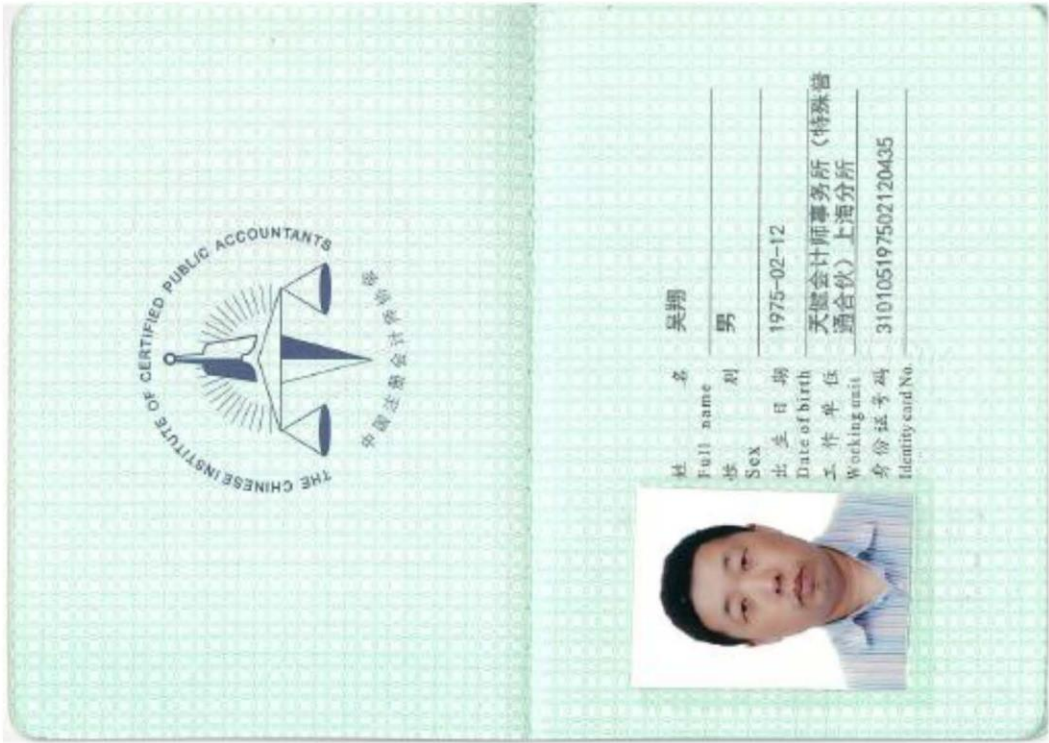 THE CHINESE INSTITUTE OF CERTIFIED PUBLIC ACCOUNTANTS
中国注册会计师协会
姓 名 吴翔
Full name
性 别 男
Sex
出 生 日 期 1975-02-12
Date of birth
工 作 单 位 天健会计师事务所（特殊普
Working unit 通合伙）上海分所
身份证号码 310105197502120435
Identity card No.